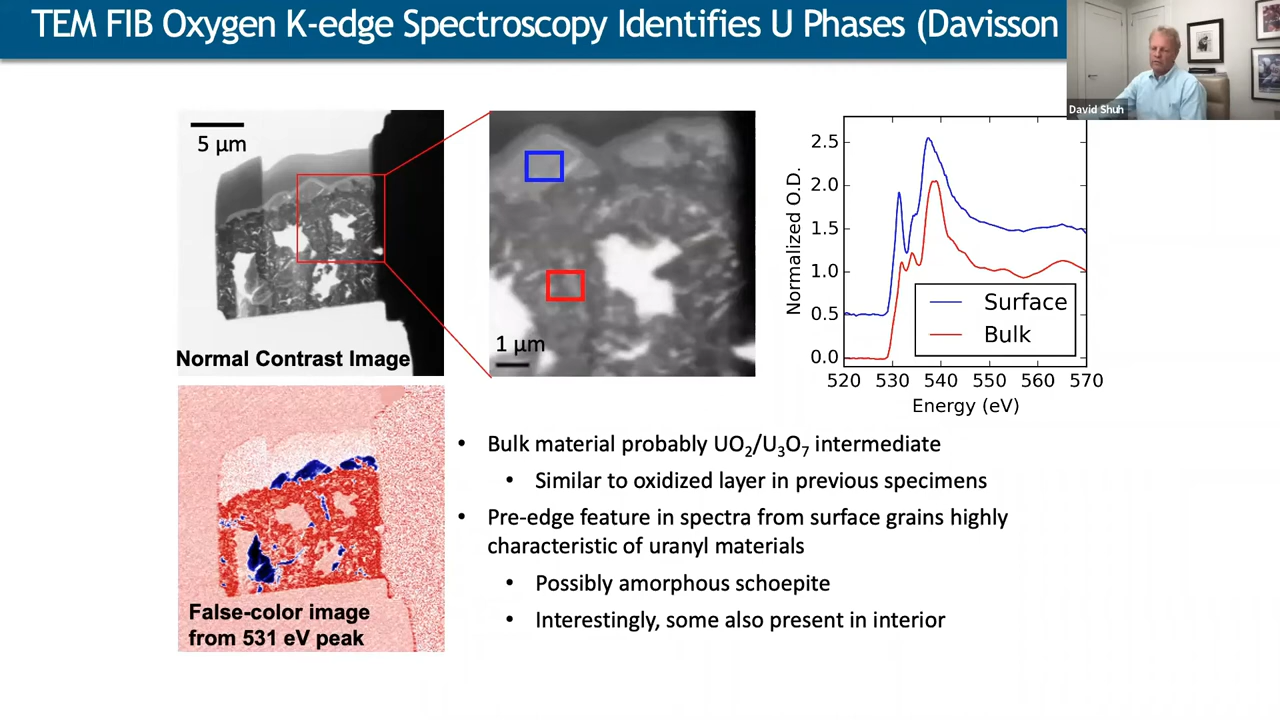 TEM FIB Oxygen K-edge Spectroscopy Identifies U Phases (Davisson
David Shuh
5 μm
Normal Contrast Image
1 μm
Normalized O.D.
2.5
2.0
1.5
1.0
0.5
0.0
Surface
Bulk
520 530 540 550 560 570
Energy (eV)
False-color image
from 531 eV peak
• Bulk material probably UO₂/U₃O₇ intermediate
• Similar to oxidized layer in previous specimens
• Pre-edge feature in spectra from surface grains highly
characteristic of uranyl materials
• Possibly amorphous schoepite
• Interestingly, some also present in interior